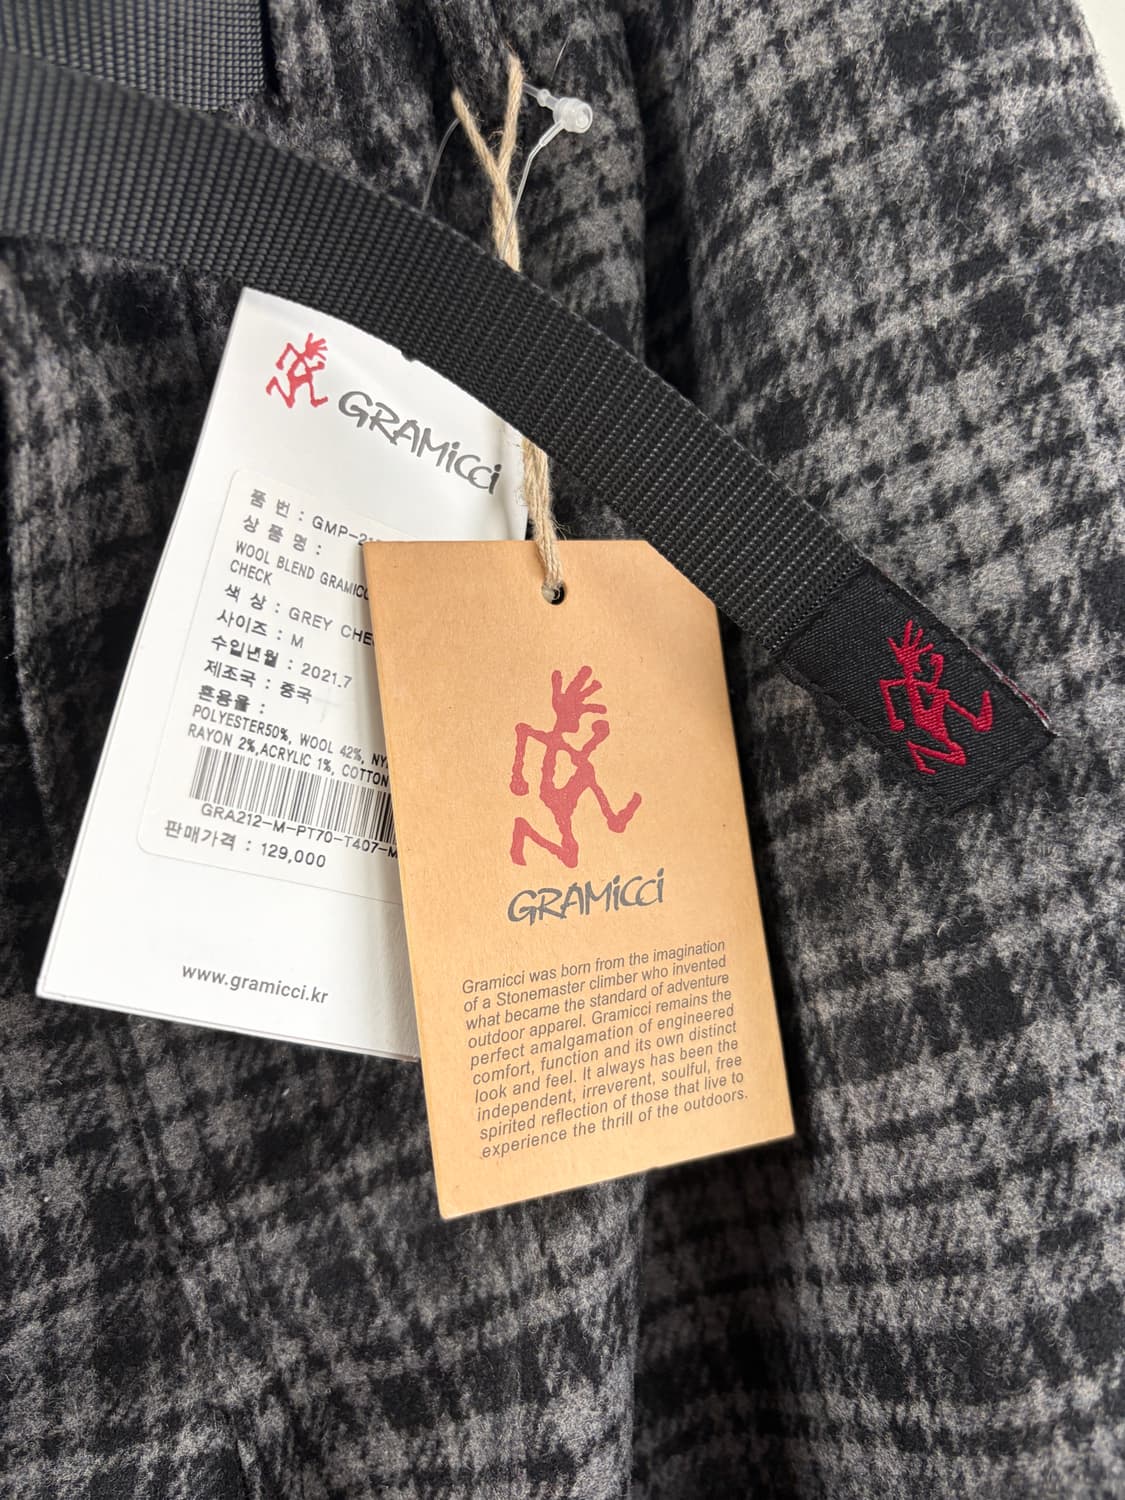 GRAMiCCi
품 번 : GMP-21
상 품 명 :
WOOL BLEND
CHECK
색 상 : GREY
사이즈 : M
수입년월 : 2021.7
제조국 : 중국
혼용율 :
POLYESTER50%, WOOL 42%,
RAYON 2%,ACRYLIC 1%, COTTON
GRA212-M-PT70-T407-M
판매가격 : 129,000
www.gramicci.kr
GRAMiCCi
Gramicci was born from the imagination
of a Stonemaster climber who invented
what became the standard of adventure
outdoor apparel. Gramicci remains the
perfect amalgamation of engineered
comfort, function and its own distinct
look and feel. It always has been the
independent, irreverent, soulful, free
spirited reflection of those that live to
experience the thrill of the outdoors.